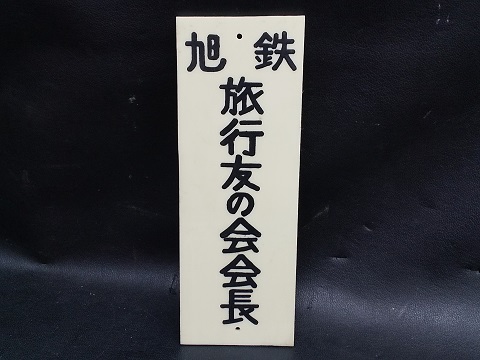 旭 鉄
旅行友の会会長